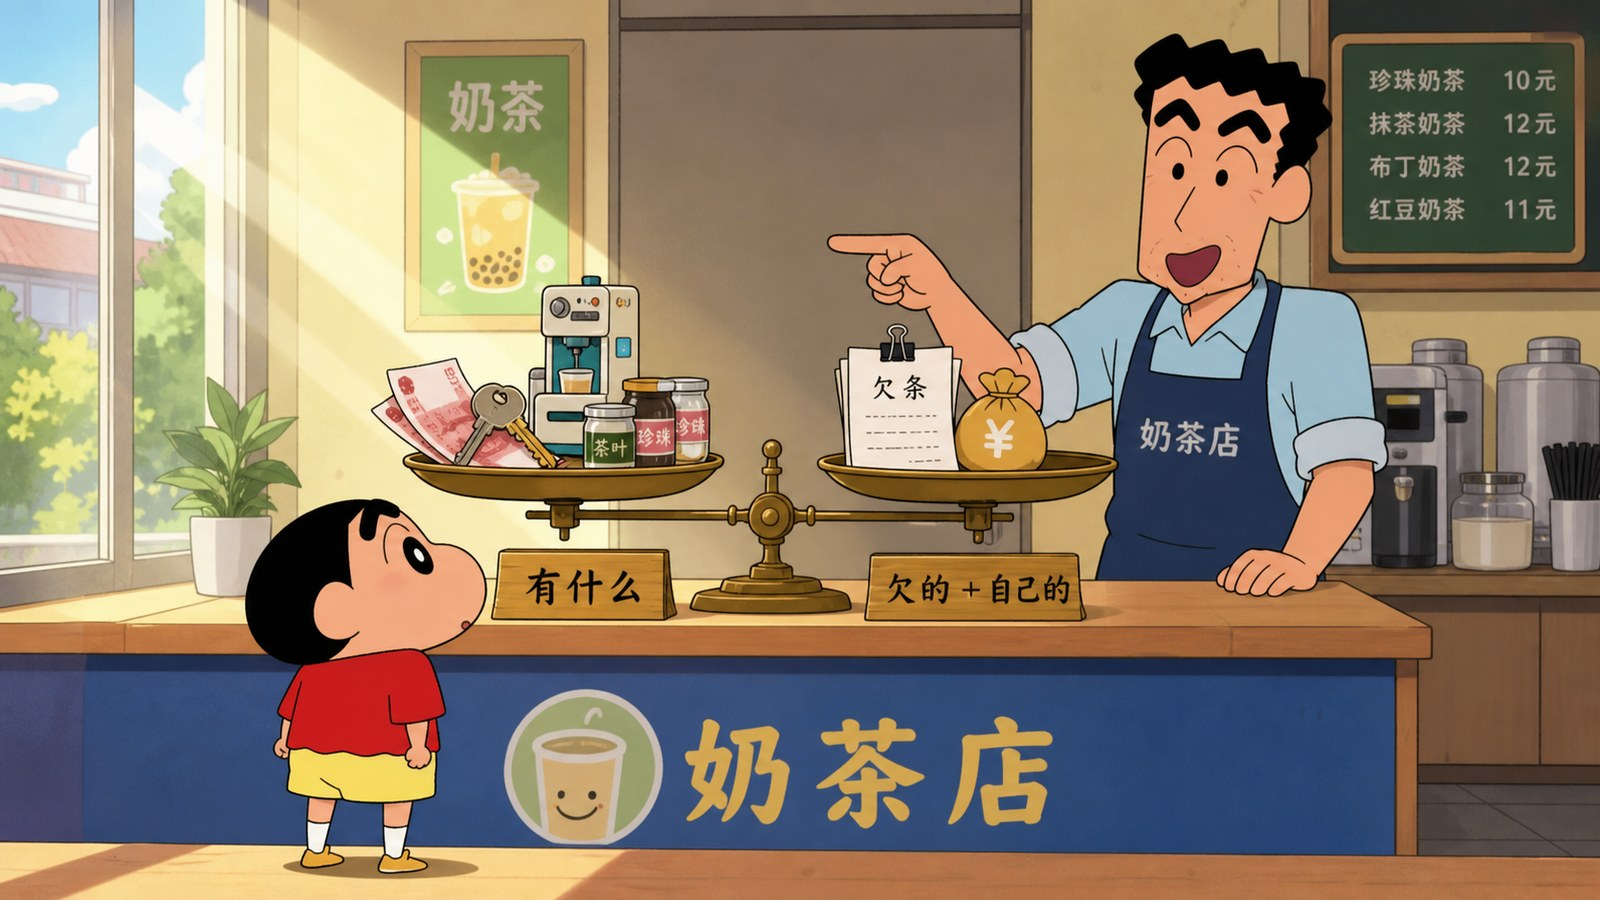 奶茶
珍珠奶茶 10元
抹茶奶茶 12元
布丁奶茶 12元
红豆奶茶 11元
欠条
¥
茶叶
珍珠
珍珠
奶茶店
有什么
欠的+自己的
奶茶店